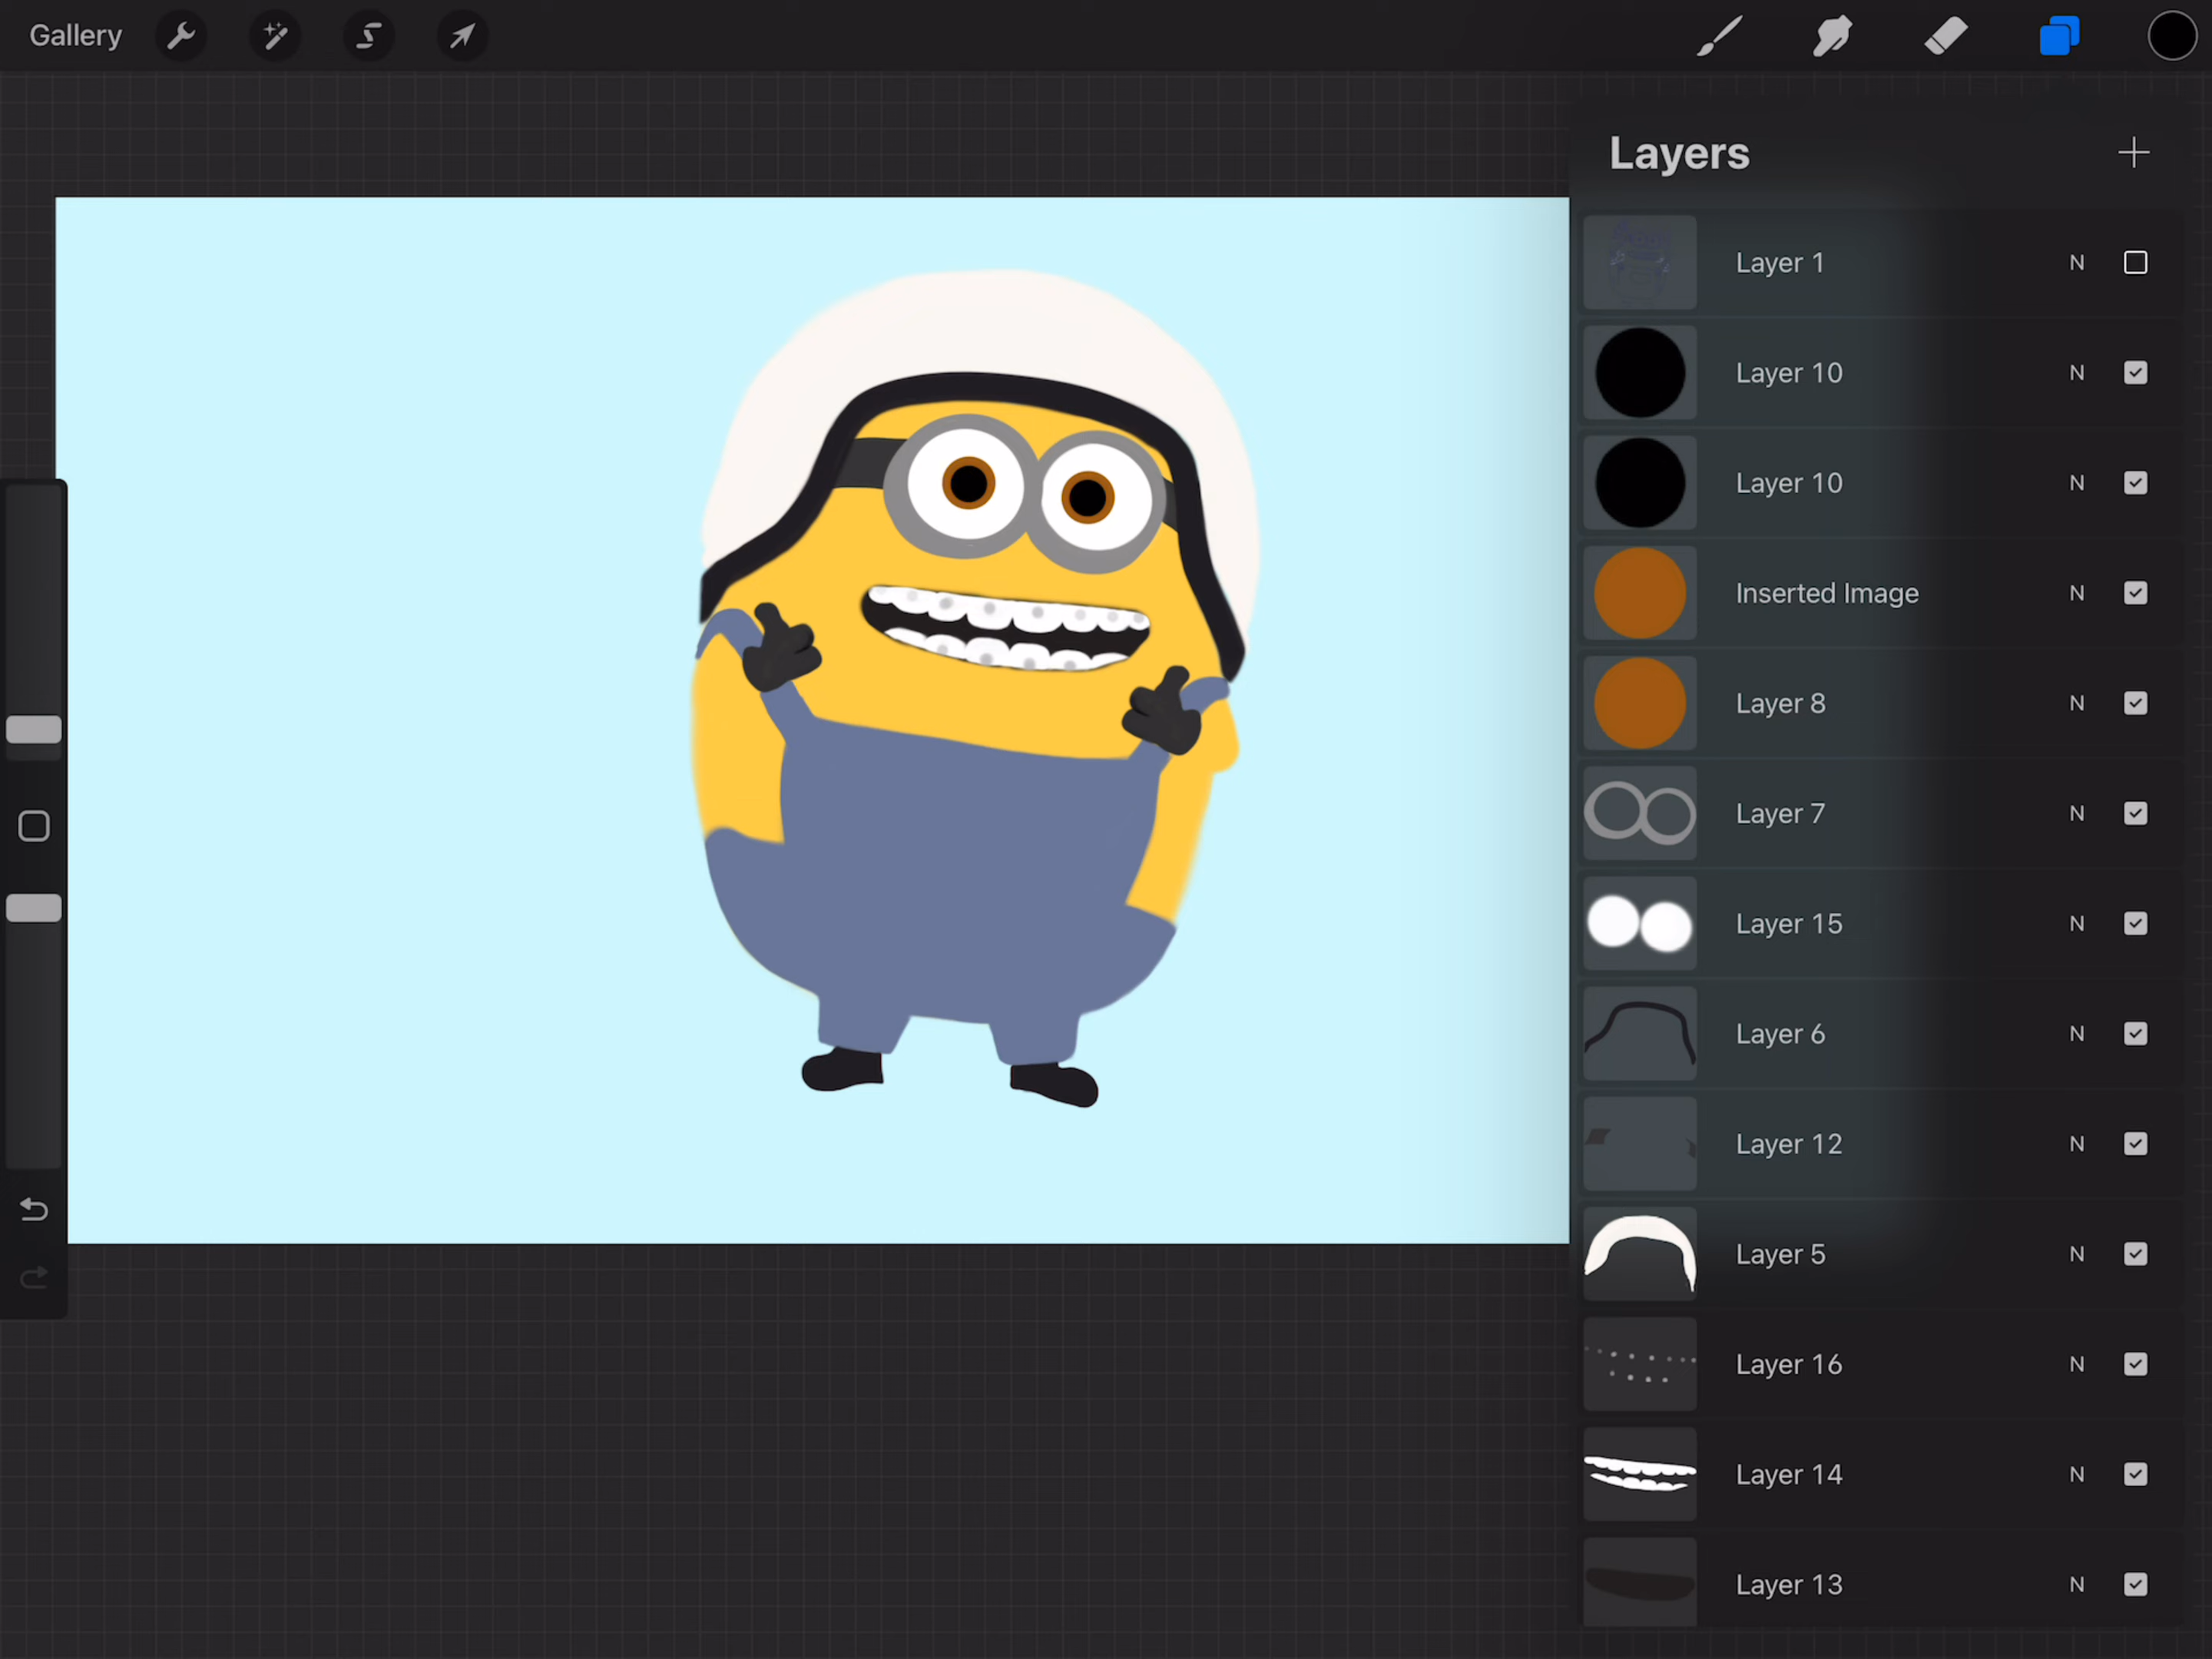 Gallery
Layers
Layer 1 N
Layer 10 N
Layer 10 N
Inserted Image N
Layer 8 N
Layer 7 N
Layer 15 N
Layer 6 N
Layer 12 N
Layer 5 N
Layer 16 N
Layer 14 N
Layer 13 N